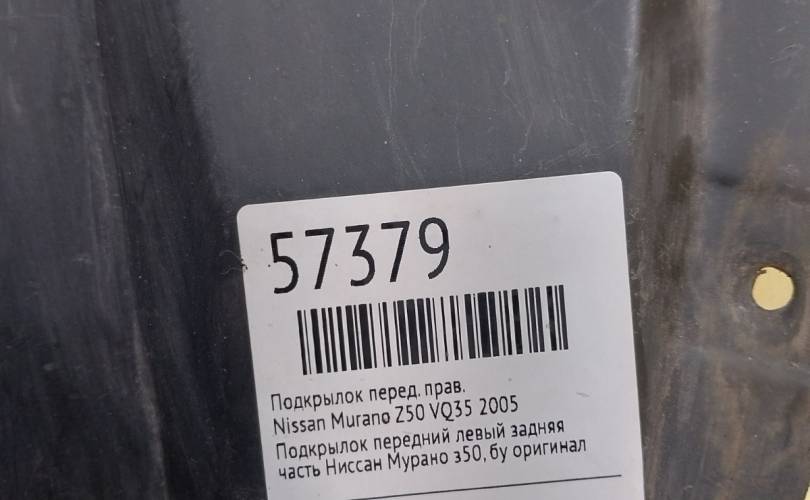 57379
Подкрылок перед. прав.
Nissan Murano Z50 VQ35 2005
Подкрылок передний левый задняя
часть Ниссан Мурано з50, бу оригинал